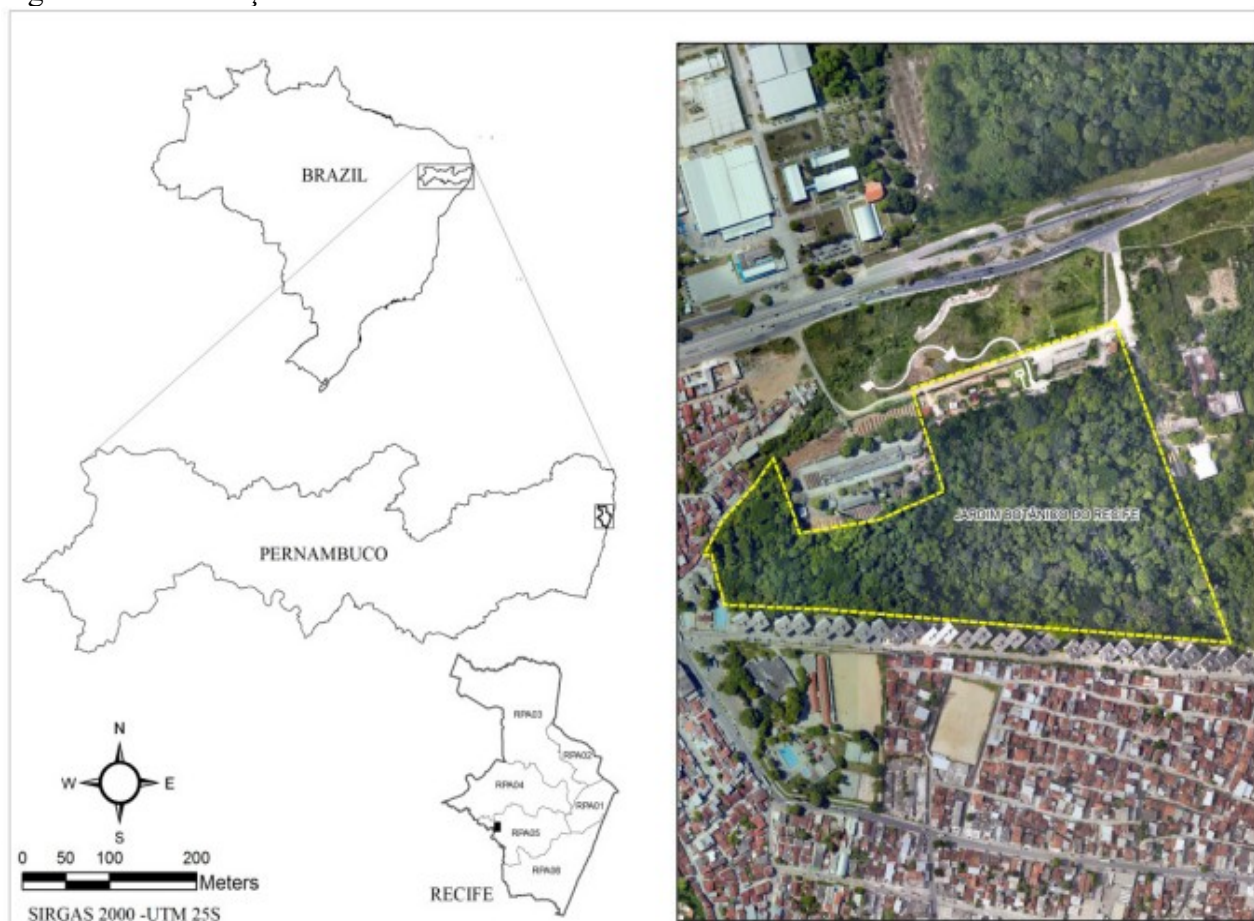 BRAZIL
PERNAMBUCO
RPA03
RPA02
RPA04
RPA01
RPA05
RPA06
RECIFE
N
W
E
S
0 50 100 200
Meters
SIRGAS 2000 -UTM 25S
JARDIM BOTÂNICO DO RECIFE